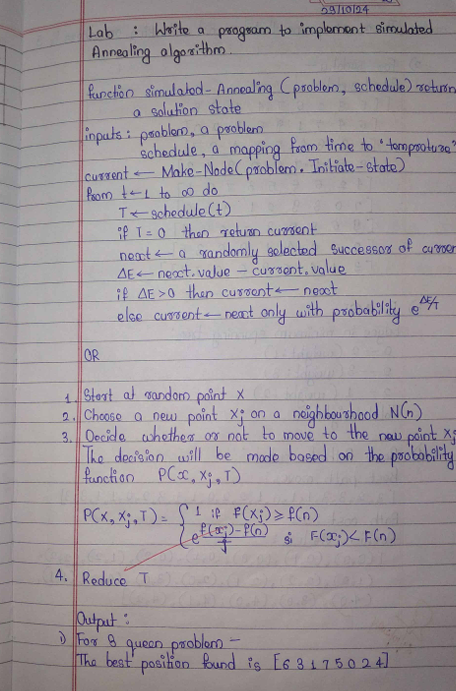 29/10/24
Lab : Write a program to implement simulated
Annealing algorithm.
function simulated-Annealing (problem, schedule) return
a solution state
inputs: problem, a problem
schedule, a mapping from time to "temprature"
current ← Make-Node(problem. Initiate-state)
from t←1 to ∞ do
T ← schedule(t)
if T=0 then return current
next ← a randomly selected successor of curren
ΔE ← next.value - current.value
if ΔE>0 then current ← next
else current ← next only with probability e^ΔE/T
OR
1. Start at random point x
2. Choose a new point xj on a neighbourhood N(n)
3. Decide whether or not to move to the new point xj
The decision will be made based on the probability
function P(x, xj, T)
P(x, xj, T) = { 1 if f(xj) ≥ f(n)
e^f(xj)-f(n)/T if F(xj) < F(n)
4. Reduce T
Output :
i) For 8 queen problem -
The best position found is [6 3 1 7 5 0 2 4]